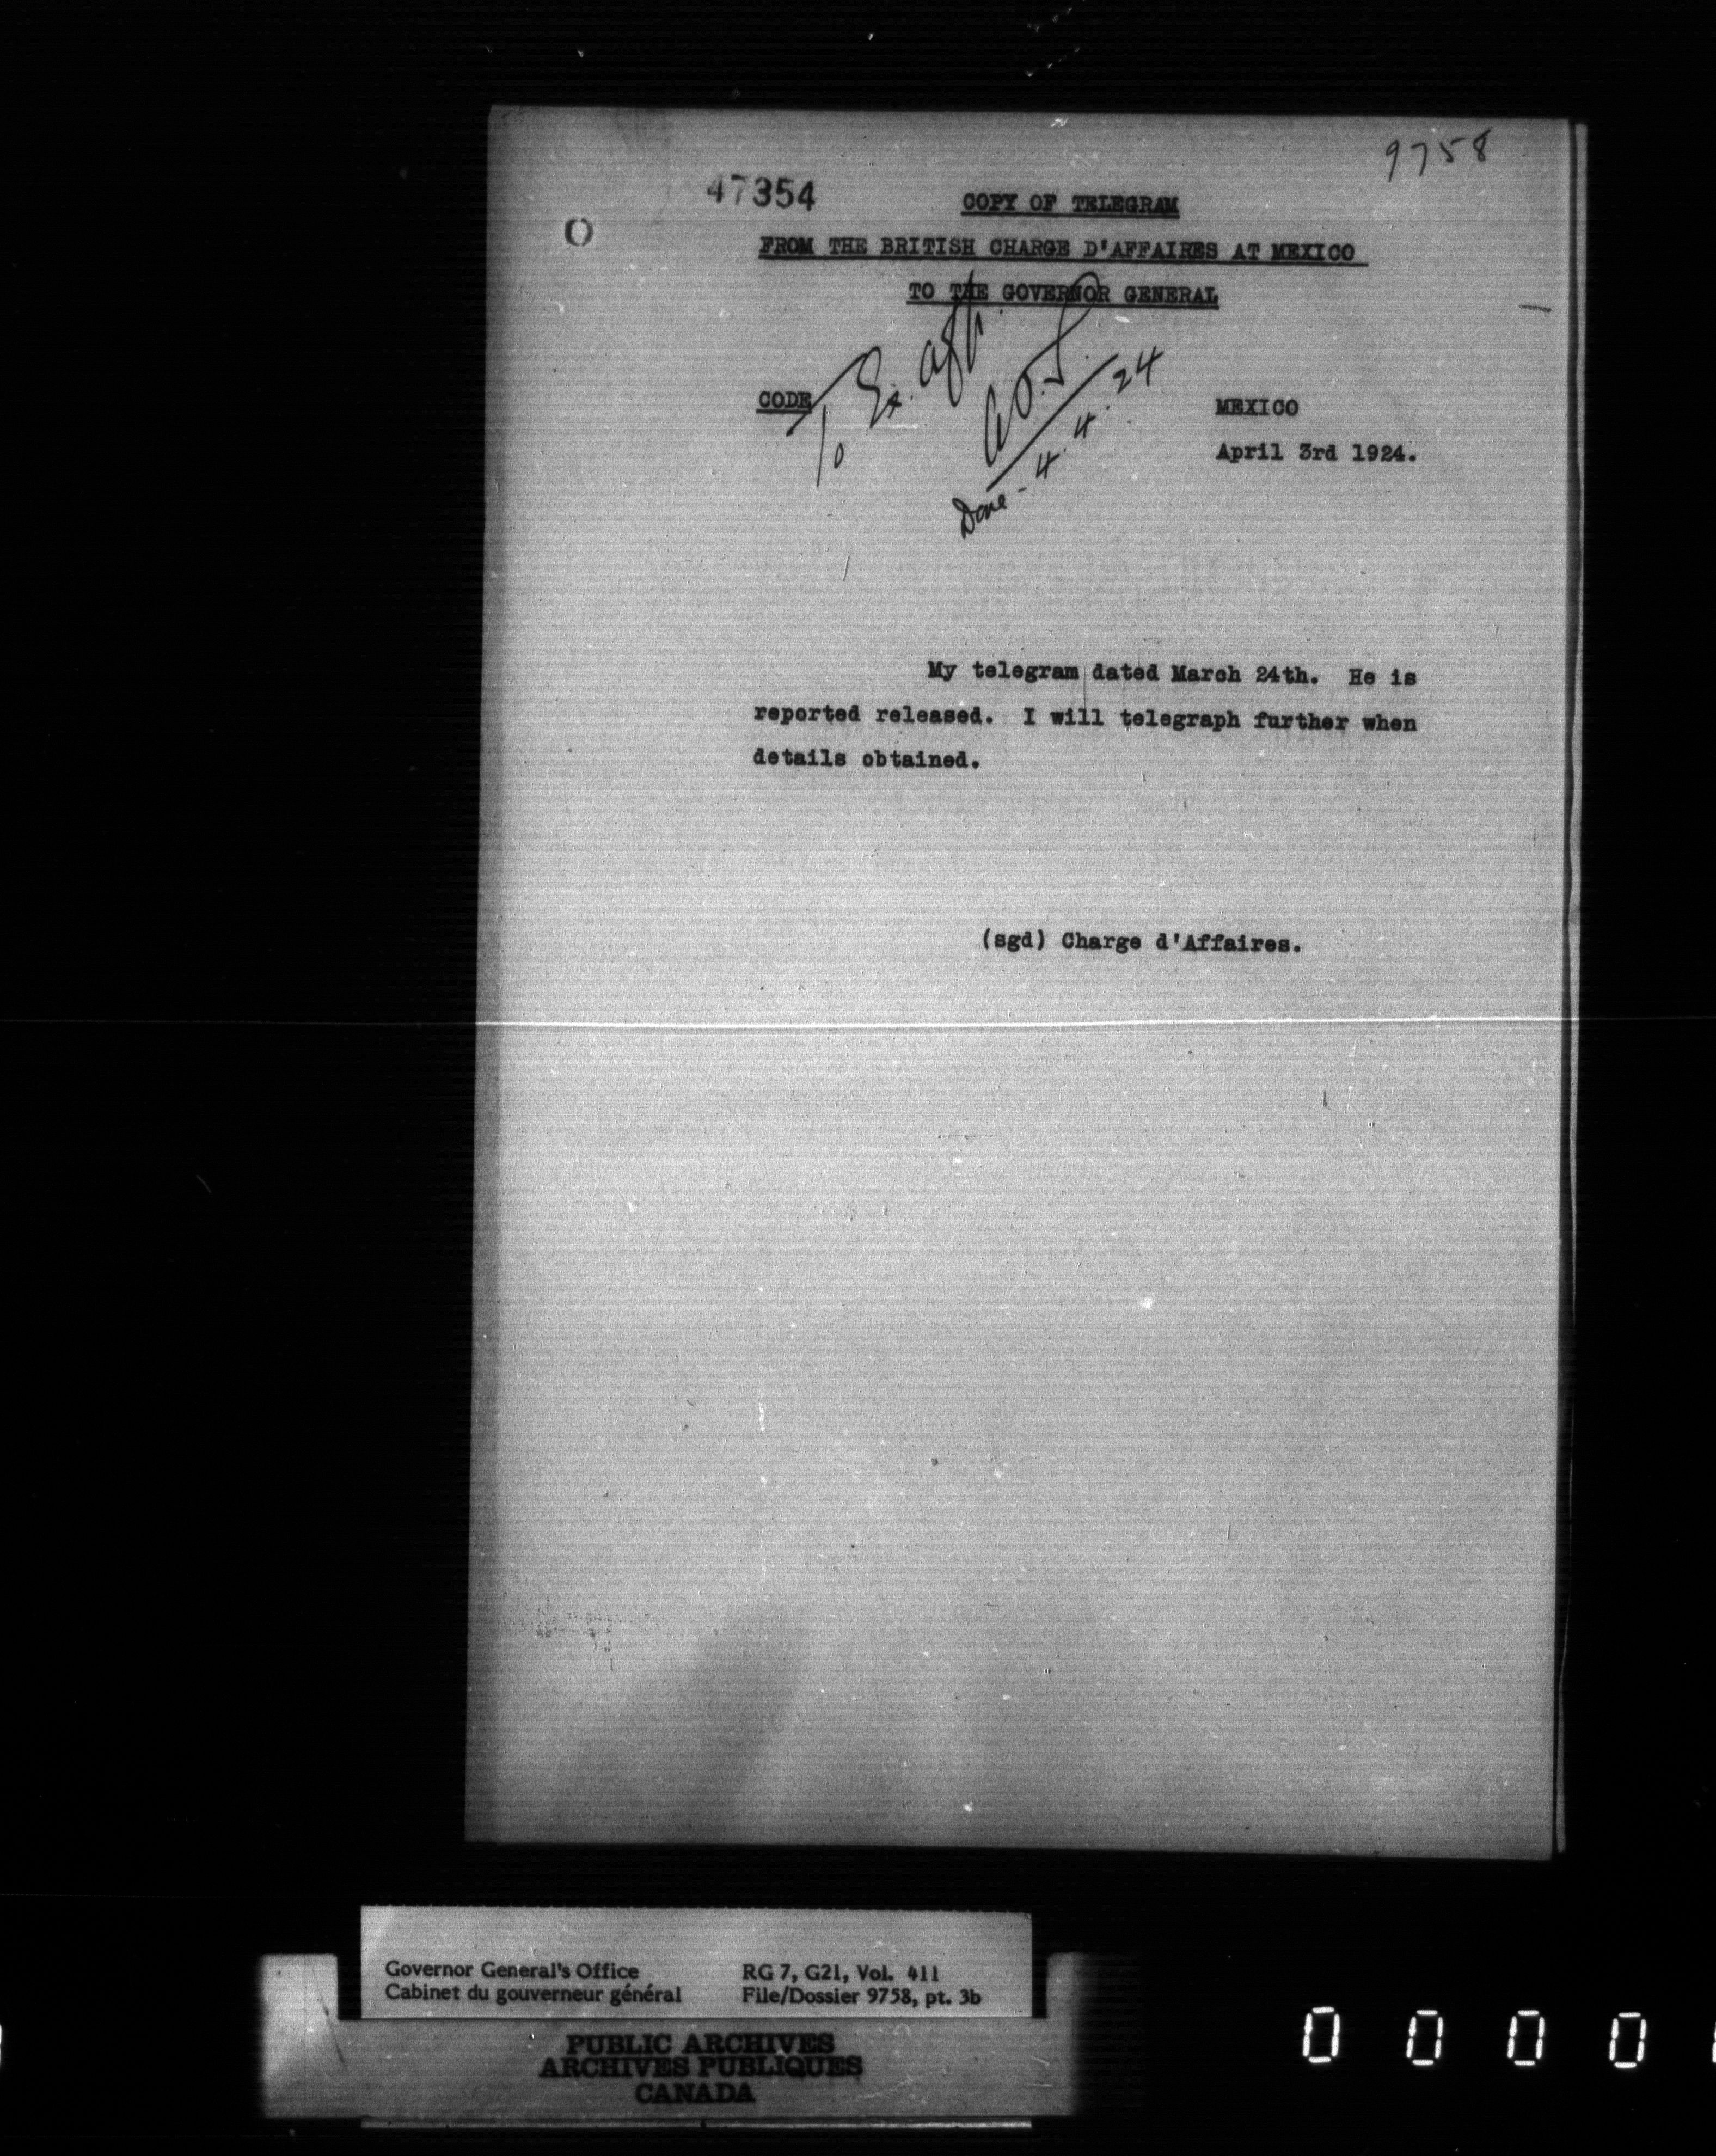 9758
47354
COPY OF TELEGRAM
O
FROM THE BRITISH CHARGE D'AFFAIRES AT MEXICO
TO THE GOVERNOR GENERAL
To Ex. Aff.
CODE
MEXICO
April 3rd 1924.
Done - 4.4.24
My telegram dated March 24th. He is
reported released. I will telegraph further when
details obtained.
(sgd) Charge d'Affaires.
Governor General's Office
Cabinet du gouverneur général
RG 7, G21, Vol. 411
File/Dossier 9758, pt. 3b
PUBLIC ARCHIVES
ARCHIVES PUBLIQUES
CANADA
0 0 0 0